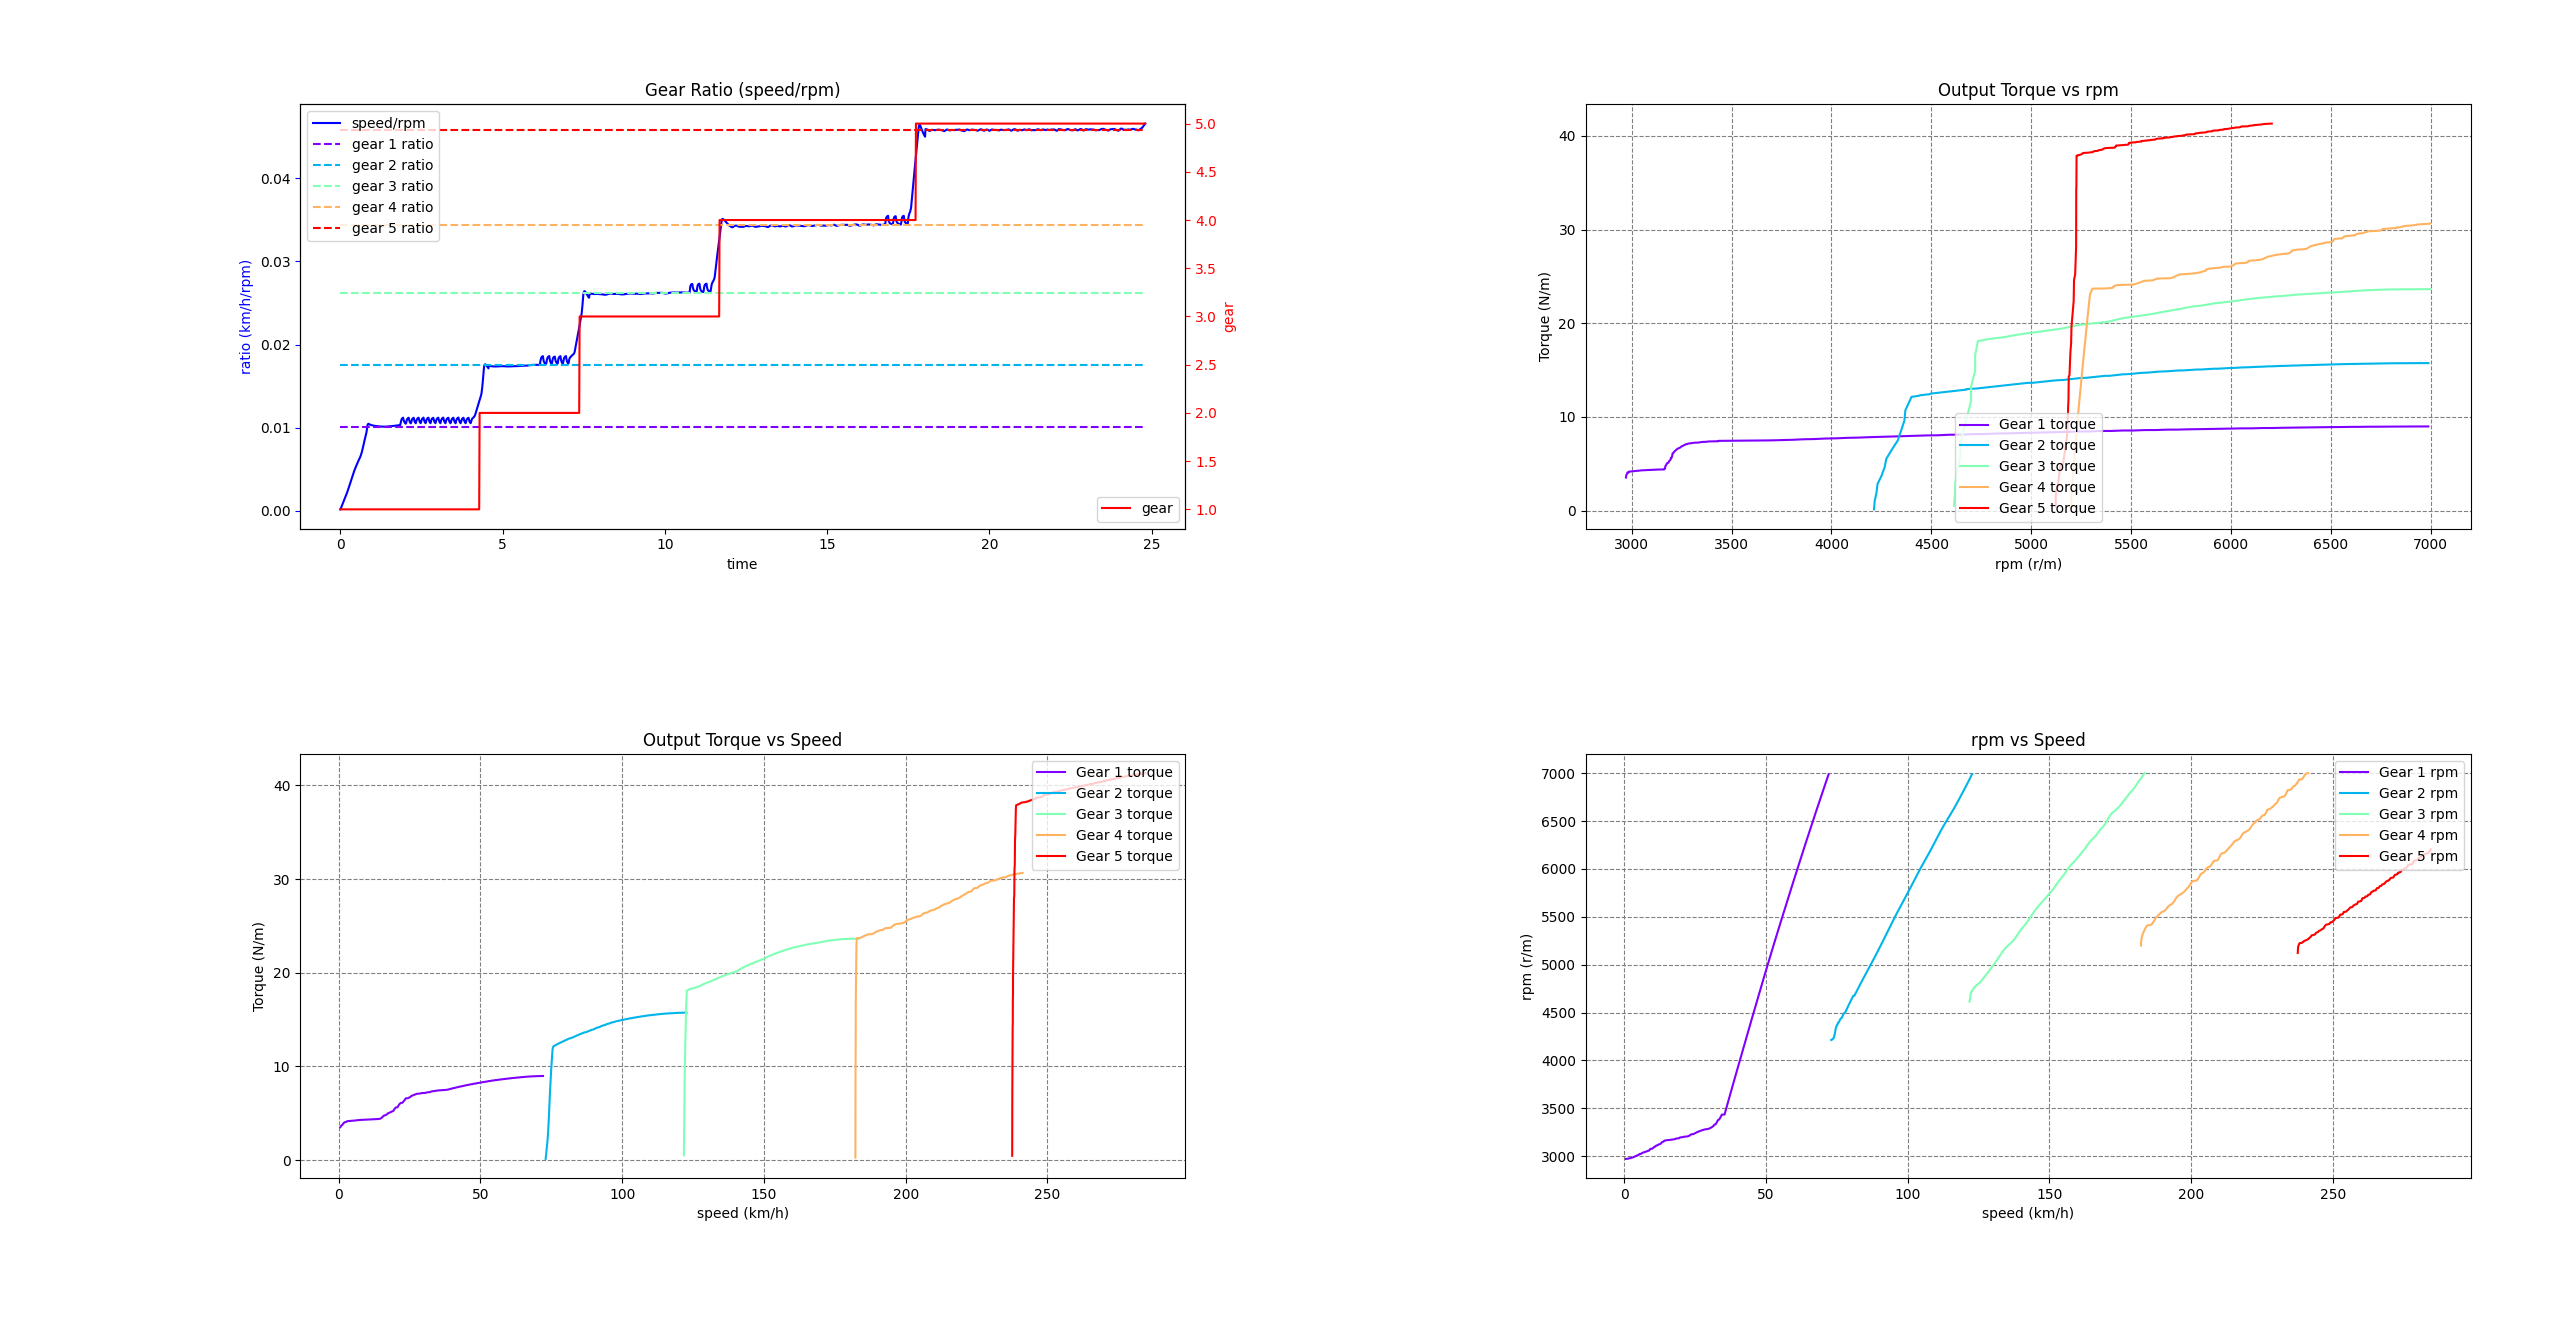 Gear Ratio (speed/rpm)
speed/rpm
gear 1 ratio
gear 2 ratio
gear 3 ratio
gear 4 ratio
gear 5 ratio
0.04
0.03
0.02
0.01
0.00
ratio (km/h/rpm)
5.0
4.5
4.0
3.5
3.0
2.5
2.0
1.5
1.0
gear
gear
0 5 10 15 20 25
time
Output Torque vs rpm
40
30
20
10
0
Torque (N/m)
Gear 1 torque
Gear 2 torque
Gear 3 torque
Gear 4 torque
Gear 5 torque
3000 3500 4000 4500 5000 5500 6000 6500 7000
rpm (r/m)
Output Torque vs Speed
40
30
20
10
0
Torque (N/m)
Gear 1 torque
Gear 2 torque
Gear 3 torque
Gear 4 torque
Gear 5 torque
0 50 100 150 200 250
speed (km/h)
rpm vs Speed
7000
6500
6000
5500
5000
4500
4000
3500
3000
rpm (r/m)
Gear 1 rpm
Gear 2 rpm
Gear 3 rpm
Gear 4 rpm
Gear 5 rpm
0 50 100 150 200 250
speed (km/h)